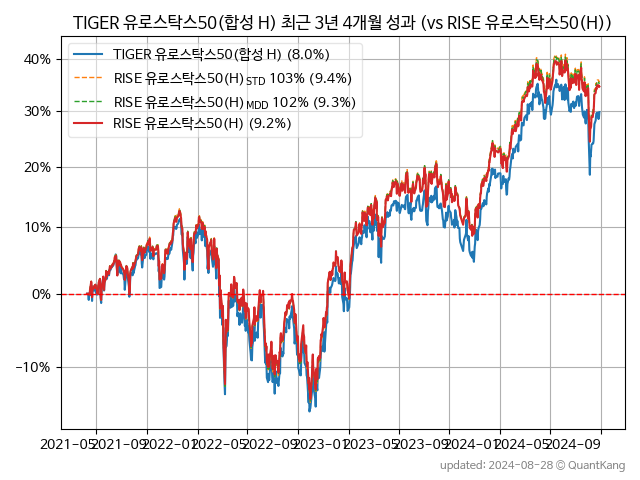 TIGER 유로스탁스50(합성 H) 최근 3년 4개월 성과 (vs RISE 유로스탁스50(H))
TIGER 유로스탁스50(합성 H) (8.0%)
RISE 유로스탁스50(H) STD 103% (9.4%)
RISE 유로스탁스50(H) MDD 102% (9.3%)
RISE 유로스탁스50(H) (9.2%)
40%
30%
20%
10%
0%
-10%
2021-05 2021-09 2022-01 2022-05 2022-09 2023-01 2023-05 2023-09 2024-01 2024-05 2024-09
updated: 2024-08-28 © QuantKang